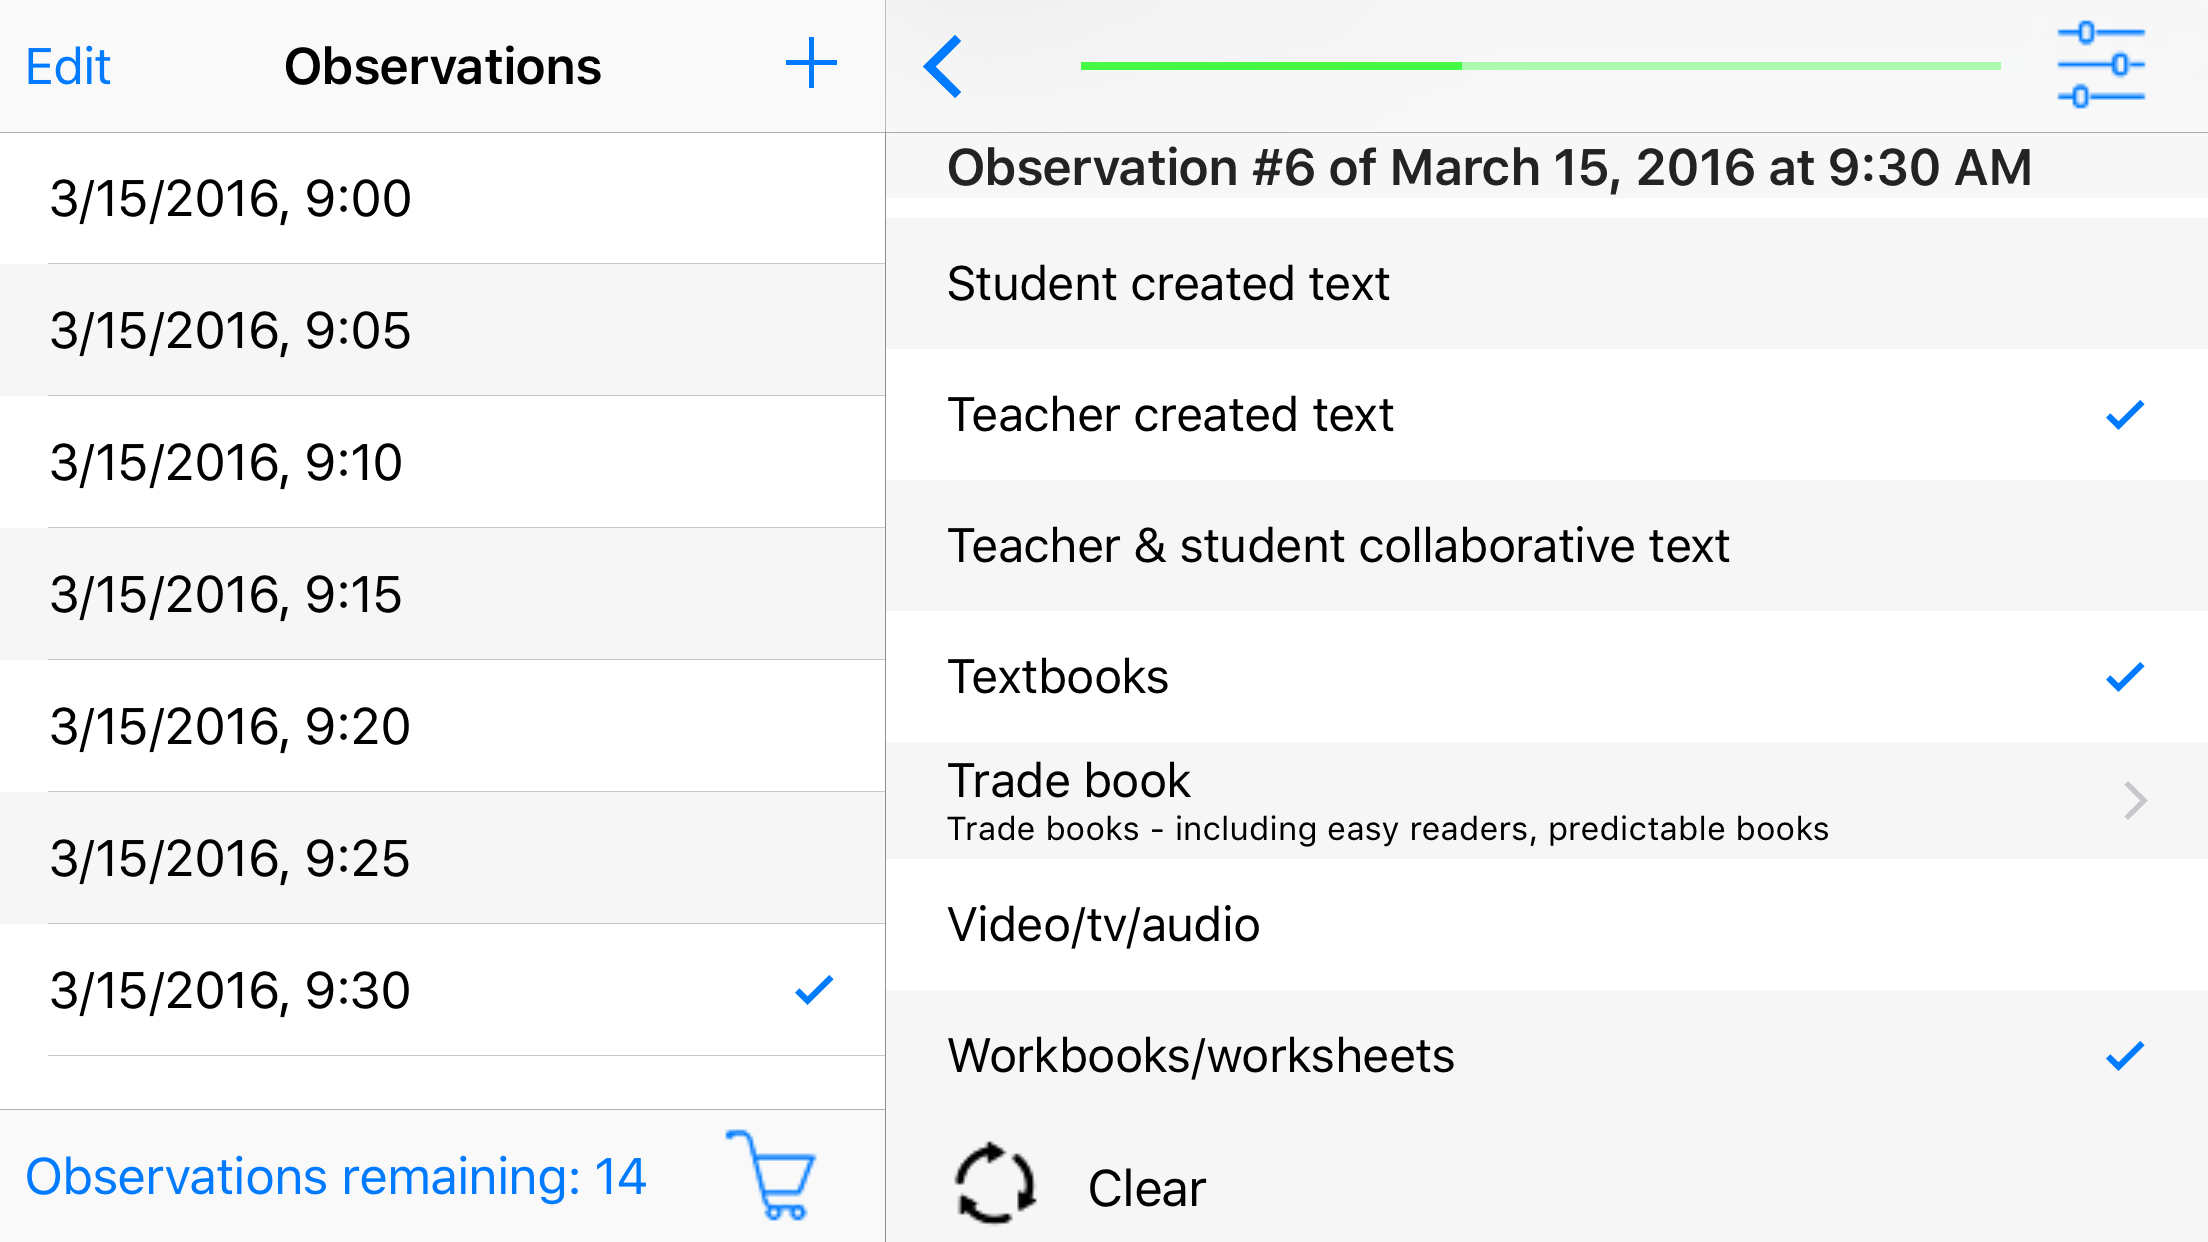 Edit
Observations
3/15/2016, 9:00
3/15/2016, 9:05
3/15/2016, 9:10
3/15/2016, 9:15
3/15/2016, 9:20
3/15/2016, 9:25
3/15/2016, 9:30
Observations remaining: 14
Observation #6 of March 15, 2016 at 9:30 AM
Student created text
Teacher created text
Teacher & student collaborative text
Textbooks
Trade book
Trade books - including easy readers, predictable books
Video/tv/audio
Workbooks/worksheets
Clear